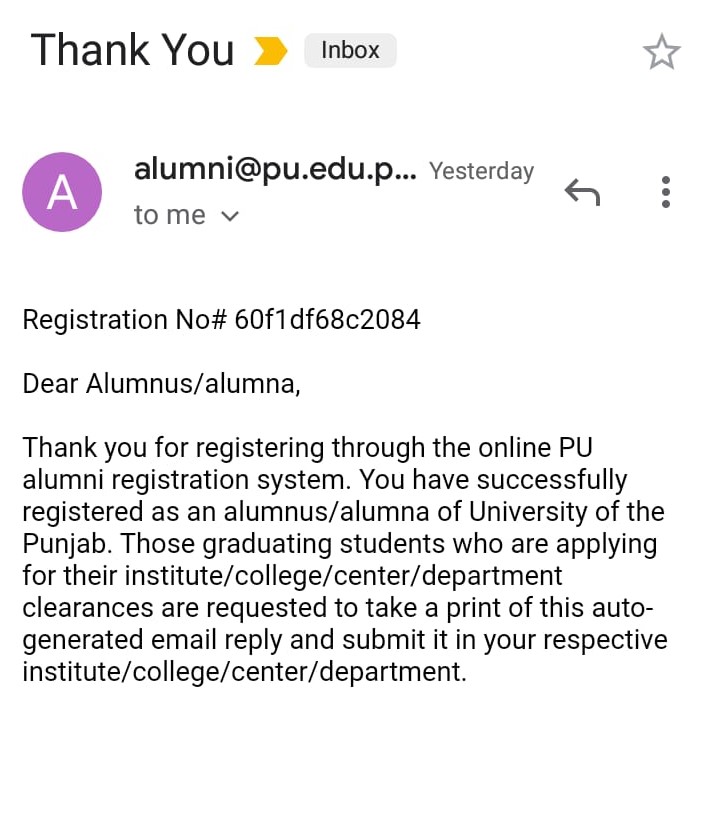 Thank You
Inbox
A
alumni@pu.edu.p... Yesterday
to me
Registration No# 60f1df68c2084
Dear Alumnus/alumna,
Thank you for registering through the online PU
alumni registration system. You have successfully
registered as an alumnus/alumna of University of the
Punjab. Those graduating students who are applying
for their institute/college/center/department
clearances are requested to take a print of this auto-
generated email reply and submit it in your respective
institute/college/center/department.